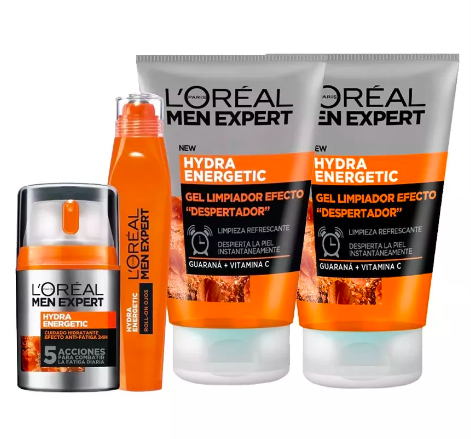 L'ORÉAL
MEN EXPERT
HYDRA
ENERGETIC
CUIDADO HIDRATANTE
EFECTO ANTI-FATIGA 24H
5 ACCIONES
PARA COMBATIR
LA FATIGA DIARIA
L'ORÉAL
MEN EXPERT
HYDRA
ENERGETIC
ROLL-ON OJOS
L'ORÉAL
PARIS
MEN EXPERT
NEW
HYDRA
ENERGETIC
GEL LIMPIADOR EFECTO
"DESPERTADOR"
LIMPIEZA REFRESCANTE
DESPIERTA LA PIEL
INSTANTÁNEAMENTE
GUARANÁ + VITAMINA C
ORÉAL
PARIS
MEN EXPERT
NEW
HYDRA
ENERGETIC
GEL LIMPIADOR EFECTO
"DESPERTADOR"
LIMPIEZA REFRESCANTE
DESPIERTA LA PIEL
INSTANTÁNEAMENTE
GUARANÁ + VITAMINA C